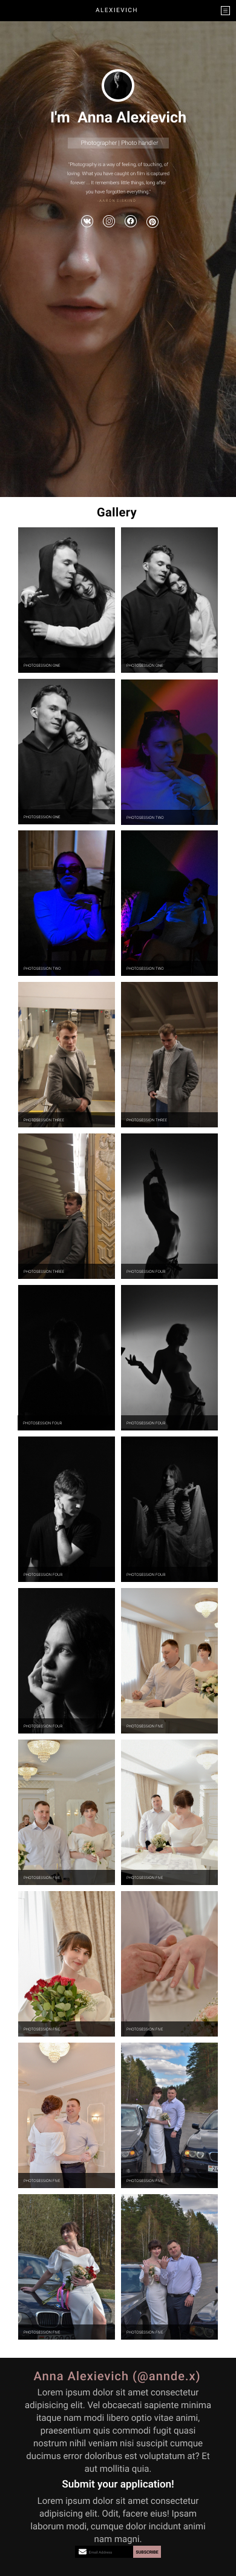 ALEXIEVICH
I'm Anna Alexievich
Photographer | Photo handler
"Photography is a way of feeling, of touching, of
loving. What you have caught on film is captured
forever... It remembers little things, long after
you have forgotten everything."
AARON SISKIND
Gallery
PHOTOSESSION ONE
PHOTOSESSION ONE
PHOTOSESSION ONE
PHOTOSESSION TWO
PHOTOSESSION TWO
PHOTOSESSION TWO
PHOTOSESSION THREE
PHOTOSESSION THREE
PHOTOSESSION THREE
PHOTOSESSION FOUR
PHOTOSESSION FOUR
PHOTOSESSION FOUR
PHOTOSESSION FOUR
PHOTOSESSION FOUR
PHOTOSESSION FOUR
PHOTOSESSION FIVE
PHOTOSESSION FIVE
PHOTOSESSION FIVE
PHOTOSESSION FIVE
PHOTOSESSION FIVE
PHOTOSESSION FIVE
PHOTOSESSION FIVE
PHOTOSESSION FIVE
PHOTOSESSION FIVE
Anna Alexievich (@annde.x)
Lorem ipsum dolor sit amet consectetur
adipisicing elit. Vel obcaecati sapiente minima
itaque nam modi libero optio vitae animi,
praesentium quis commodi fugit quasi
nostrum nihil veniam nisi suscipit cumque
ducimus error doloribus est voluptatum at? Et
aut mollitia quia.
Submit your application!
Lorem ipsum dolor sit amet consectetur
adipisicing elit. Odit, facere eius! Ipsam
laborum modi, cumque dolor incidunt animi
nam magni.
Email Address
SUBSCRIBE